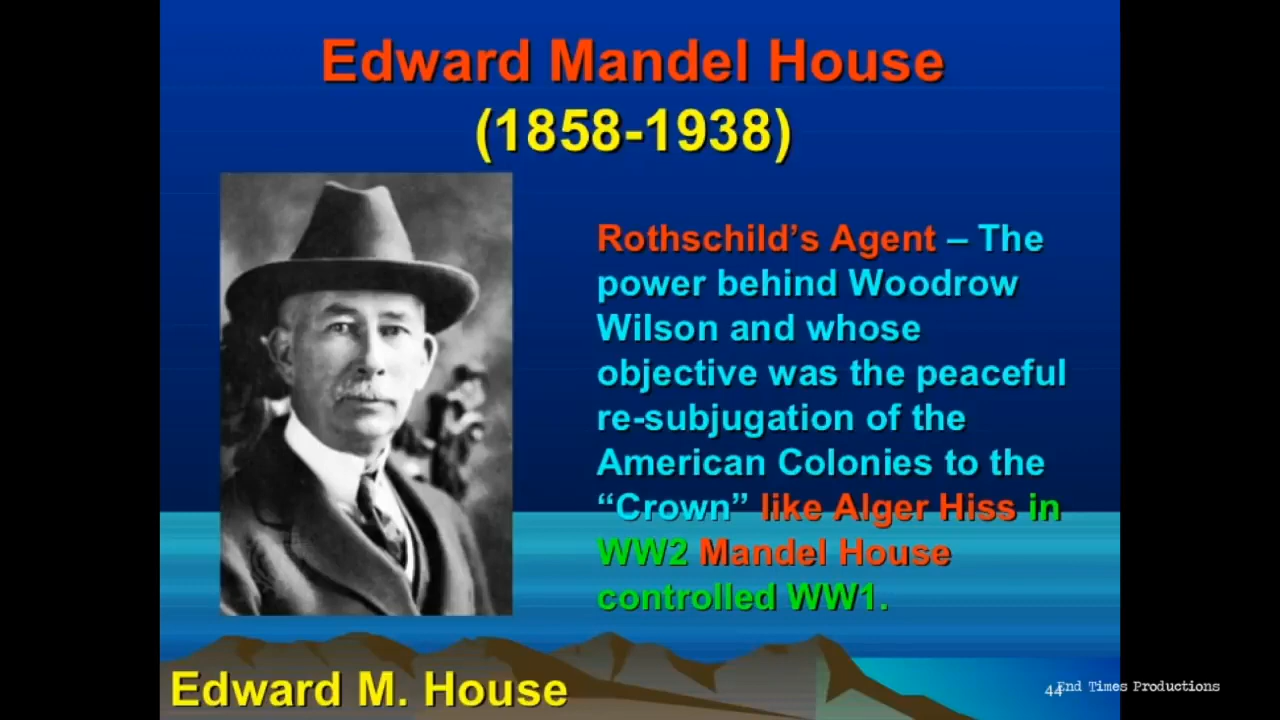 Edward Mandel House
(1858-1938)
Rothschild’s Agent – The
power behind Woodrow
Wilson and whose
objective was the peaceful
re-subjugation of the
American Colonies to the
“Crown” like Alger Hiss in
WW2 Mandel House
controlled WW1.
Edward M. House
44
End Times Productions